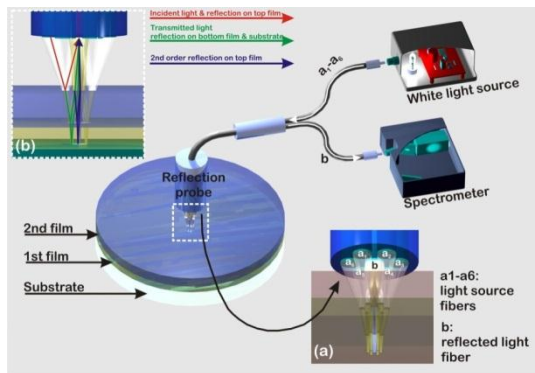 Incident light & reflection on top film
Transmitted light
reflection on bottom film & substrate
2nd order reflection on top film
(b)
a₁-a₆
White light source
b
Spectrometer
Reflection
probe
2nd film
1st film
Substrate
b
(a)
a1-a6:
light source
fibers
b:
reflected light
fiber